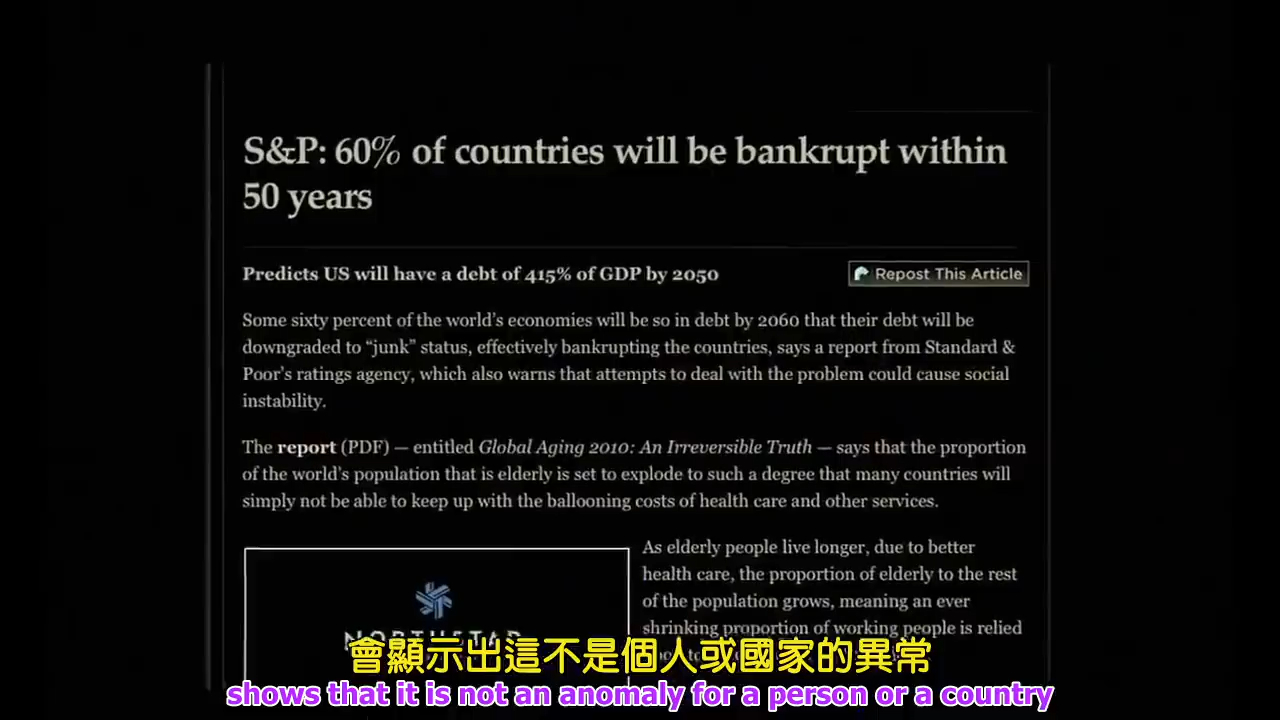 S&P: 60% of countries will be bankrupt within
50 years
Predicts US will have a debt of 415% of GDP by 2050
Repost This Article
Some sixty percent of the world's economies will be so in debt by 2060 that their debt will be
downgraded to “junk” status, effectively bankrupting the countries, says a report from Standard &
Poor's ratings agency, which also warns that attempts to deal with the problem could cause social
instability.
The report (PDF) — entitled Global Aging 2010: An Irreversible Truth — says that the proportion
of the world's population that is elderly is set to explode to such a degree that many countries will
simply not be able to keep up with the ballooning costs of health care and other services.
As elderly people live longer, due to better
health care, the proportion of elderly to the rest
of the population grows, meaning an ever
shrinking proportion of working people is relied
NORTHSTAR
會顯示出這不是個人或國家的異常
shows that it is not an anomaly for a person or a country